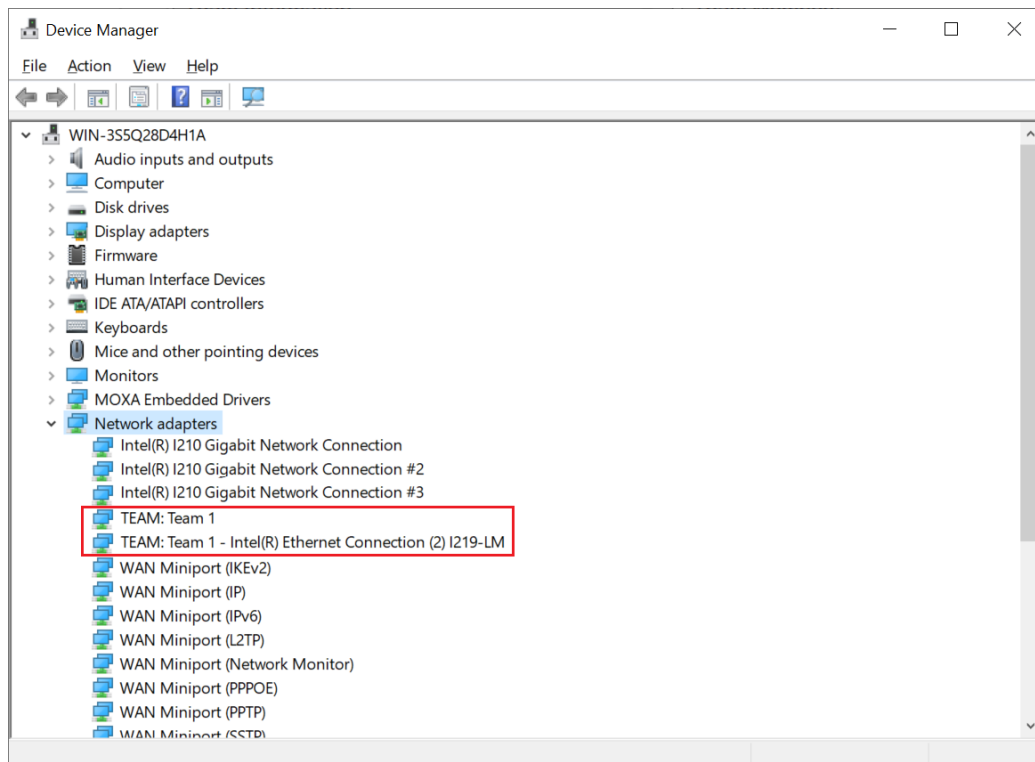 Device Manager
File Action View Help
WIN-3S5Q28D4H1A
Audio inputs and outputs
Computer
Disk drives
Display adapters
Firmware
Human Interface Devices
IDE ATA/ATAPI controllers
Keyboards
Mice and other pointing devices
Monitors
MOXA Embedded Drivers
Network adapters
Intel(R) I210 Gigabit Network Connection
Intel(R) I210 Gigabit Network Connection #2
Intel(R) I210 Gigabit Network Connection #3
TEAM: Team 1
TEAM: Team 1 - Intel(R) Ethernet Connection (2) I219-LM
WAN Miniport (IKEv2)
WAN Miniport (IP)
WAN Miniport (IPv6)
WAN Miniport (L2TP)
WAN Miniport (Network Monitor)
WAN Miniport (PPPOE)
WAN Miniport (PPTP)
WAN Miniport (SSTP)